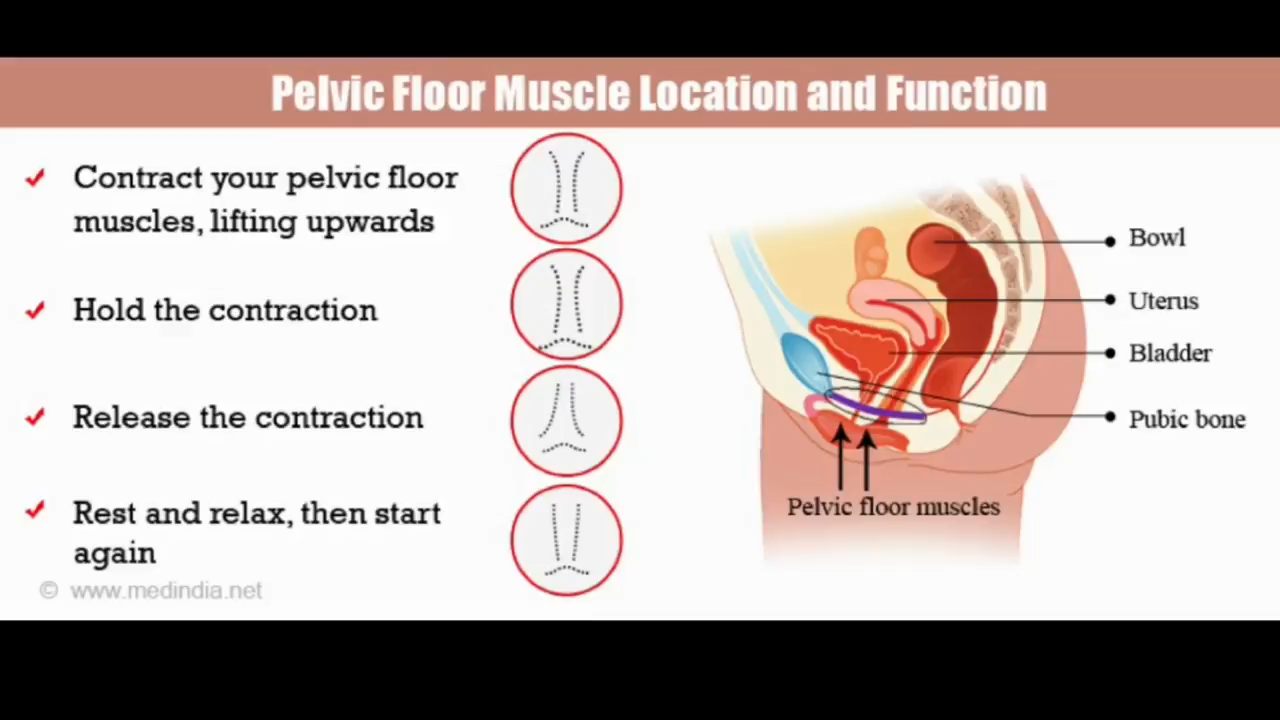 Pelvic Floor Muscle Location and Function
Contract your pelvic floor
muscles, lifting upwards
Hold the contraction
Release the contraction
Rest and relax, then start
again
© www.medindia.net
Bowl
Uterus
Bladder
Pubic bone
Pelvic floor muscles